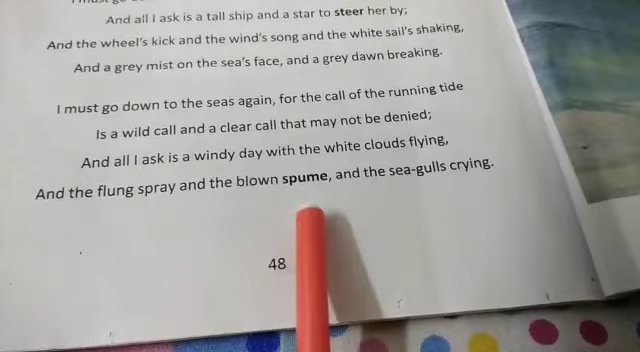 And all I ask is a tall ship and a star to steer her by;
And the wheel's kick and the wind's song and the white sail's shaking,
And a grey mist on the sea's face, and a grey dawn breaking.
I must go down to the seas again, for the call of the running tide
Is a wild call and a clear call that may not be denied;
And all I ask is a windy day with the white clouds flying,
And the flung spray and the blown spume, and the sea-gulls crying.
48